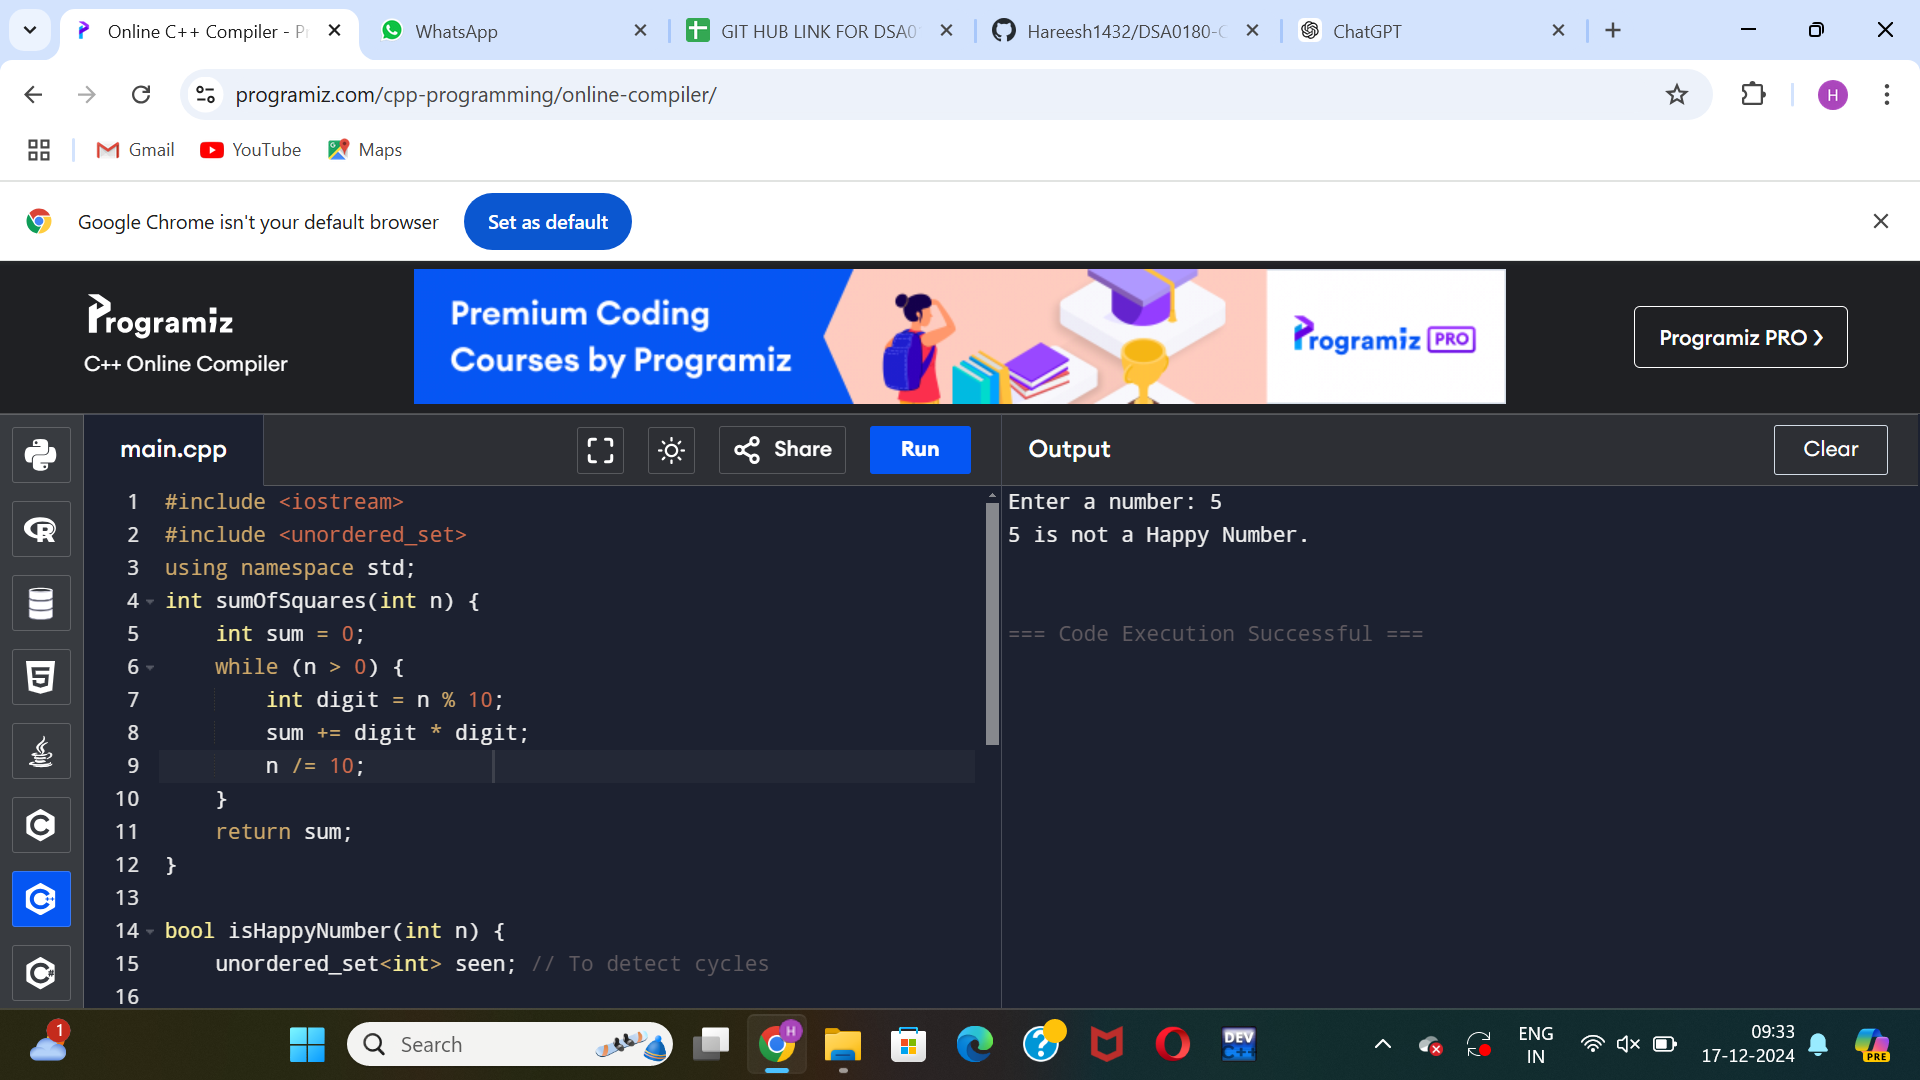 Online C++ Compiler - P
WhatsApp
GIT HUB LINK FOR DSA0
Hareesh1432/DSA0180-C
ChatGPT
programiz.com/cpp-programming/online-compiler/
H
Gmail
YouTube
Maps
Google Chrome isn't your default browser
Set as default
Programiz
C++ Online Compiler
Premium Coding
Courses by Programiz
Programiz PRO
Programiz PRO ❯
main.cpp
Share
Run
Output
Clear
1 #include <iostream>
2 #include <unordered_set>
3 using namespace std;
4 int sumOfSquares(int n) {
5 int sum = 0;
6 while (n > 0) {
7 int digit = n % 10;
8 sum += digit * digit;
9 n /= 10;
10 }
11 return sum;
12 }
13
14 bool isHappyNumber(int n) {
15 unordered_set<int> seen; // To detect cycles
16
Enter a number: 5
5 is not a Happy Number.
=== Code Execution Successful ===
1
Search
H
DEV
C++
ENG
IN
09:33
17-12-2024
PRE